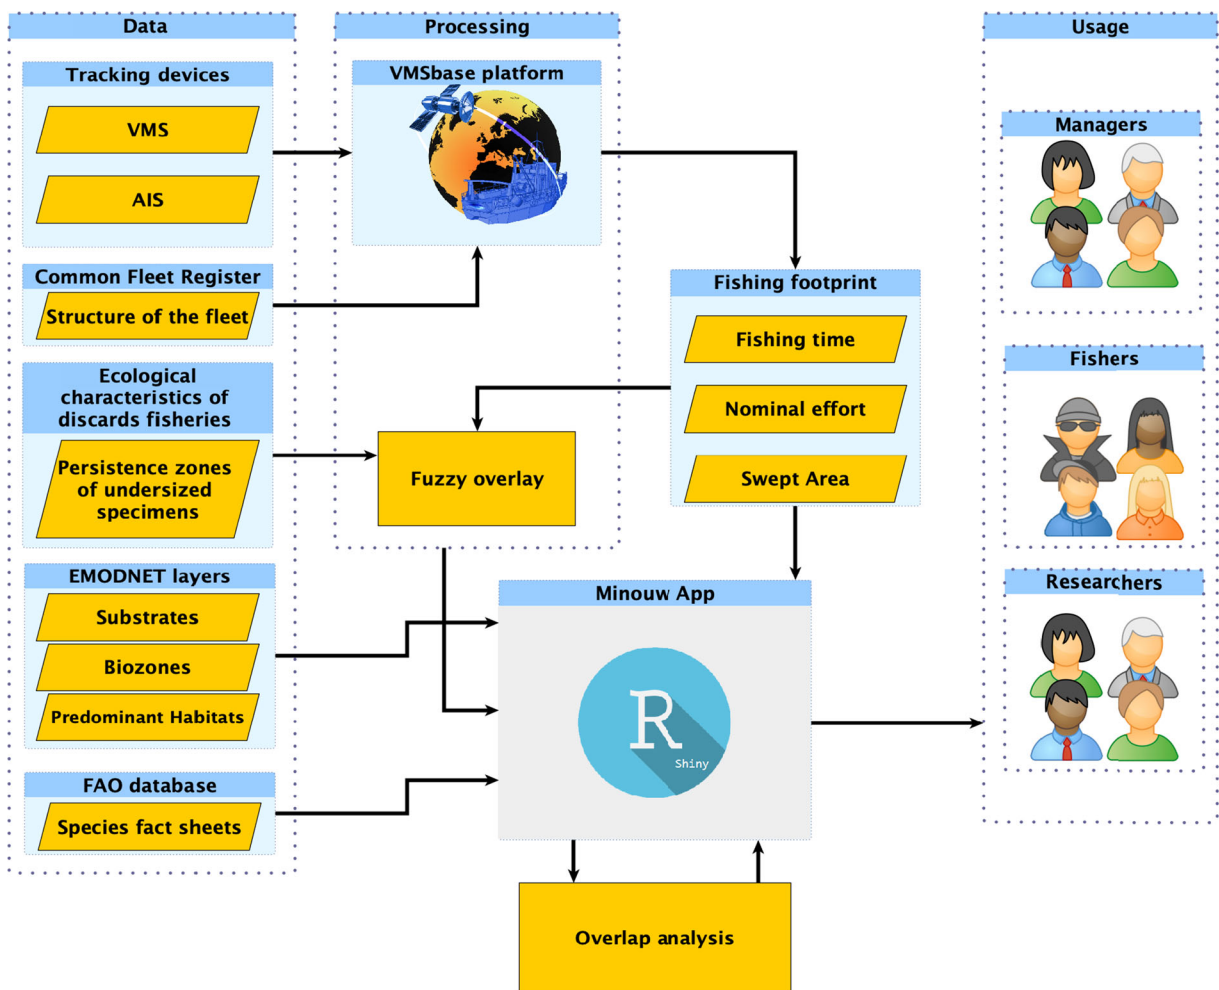 Data
Tracking devices
VMS
AIS
Common Fleet Register
Structure of the fleet
Ecological
characteristics of
discards fisheries
Persistence zones
of undersized
specimens
EMODNET layers
Substrates
Biozones
Predominant Habitats
FAO database
Species fact sheets
Processing
VMSbase platform
Fuzzy overlay
Fishing footprint
Fishing time
Nominal effort
Swept Area
Minouw App
R
Shiny
Overlap analysis
Usage
Managers
Fishers
Researchers